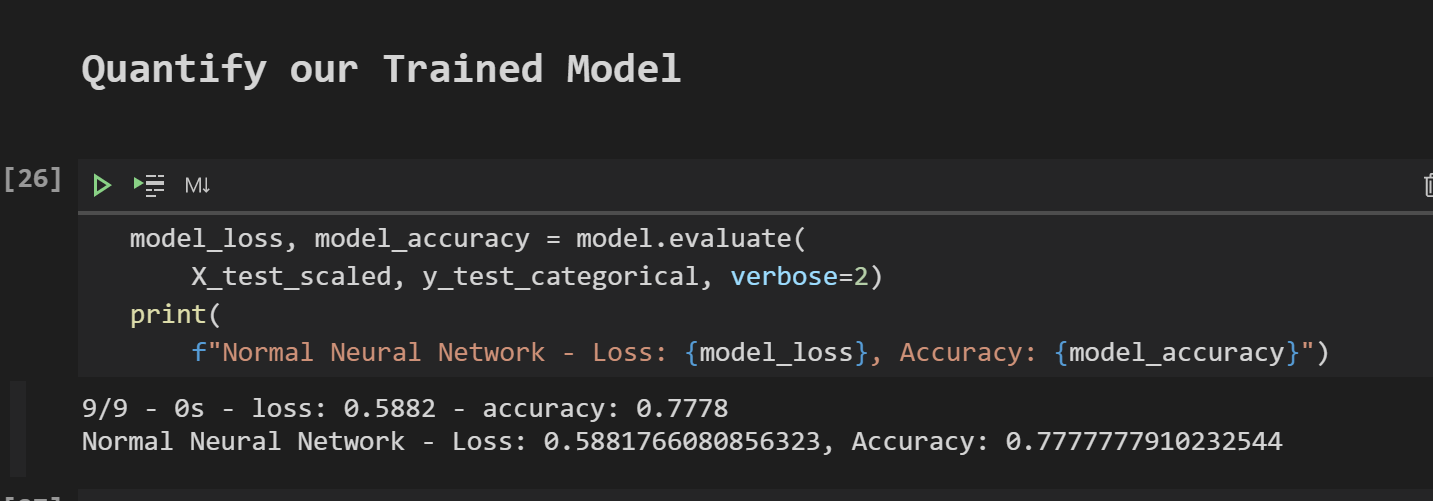 Quantify our Trained Model
[26]
M↓
model_loss, model_accuracy = model.evaluate(
X_test_scaled, y_test_categorical, verbose=2)
print(
f"Normal Neural Network - Loss: {model_loss}, Accuracy: {model_accuracy}")
9/9 - 0s - loss: 0.5882 - accuracy: 0.7778
Normal Neural Network - Loss: 0.5881766080856323, Accuracy: 0.7777777910232544